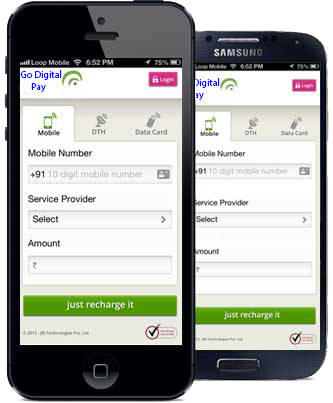 Loop Mobile 6:52 PM 75%
Go Digital
Pay
Login
Mobile DTH Data Card
Mobile Number
+91 10 digit mobile number
Service Provider
Select
Amount
₹
just recharge it
© 2013 - JRI Technologies Pvt. Ltd.
SAMSUNG
Loop Mobile 6:52 PM 75%
Digital
Pay
Login
Mobile DTH Data Card
Mobile Number
+91 10 digit mobile number
Service Provider
Select
Amount
just recharge it
© 2013 - JRI Technologies Pvt. Ltd.